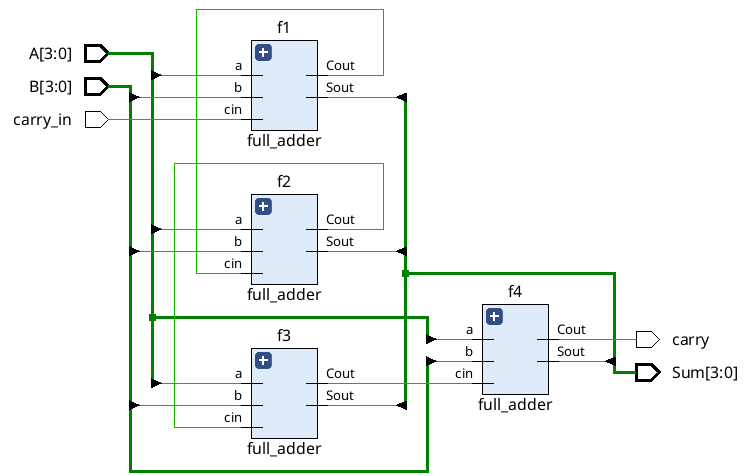 f1
A[3:0]
a
Cout
B[3:0]
b
Sout
carry_in
cin
full_adder
f2
a
Cout
b
Sout
cin
full_adder
f4
f3
a
Cout
carry
b
Sout
Sum[3:0]
a
Cout
cin
b
Sout
full_adder
cin
full_adder